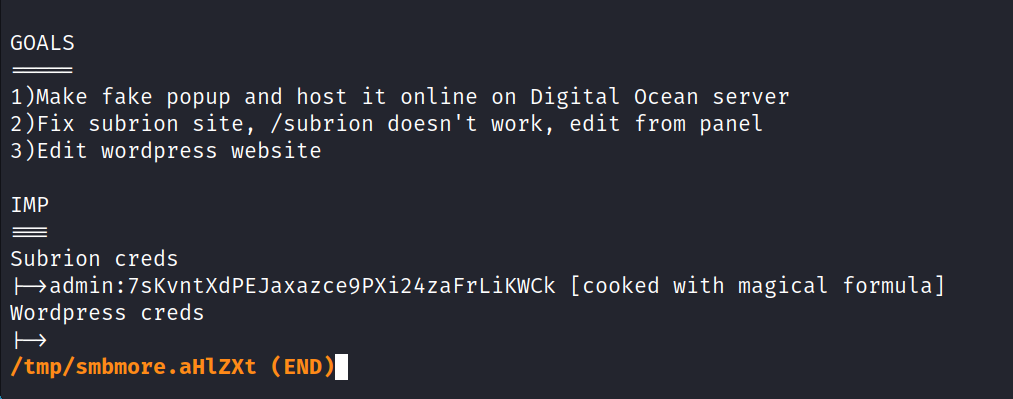 GOALS
=====
1)Make fake popup and host it online on Digital Ocean server
2)Fix subrion site, /subrion doesn't work, edit from panel
3)Edit wordpress website
IMP
===
Subrion creds
|->admin:7sKvntXdPEJaxazce9PXi24zaFrLiKWCk [cooked with magical formula]
Wordpress creds
|->
/tmp/smbmore.aHlZXt (END)